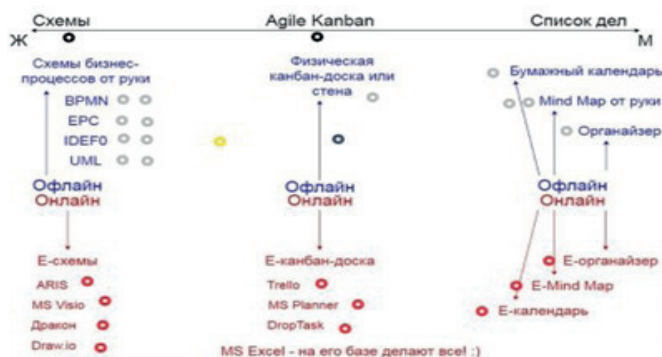 Схемы
Agile Kanban
Список дел
Ж
М
Схемы бизнес-
процессов от руки
BPMN
EPC
IDEF0
UML
Офлайн
Онлайн
Е-схемы
ARIS
MS Visio
Дракон
Draw.io
Физическая
канбан-доска или
стена
Офлайн
Онлайн
Е-канбан-доска
Trello
MS Planner
DropTask
Бумажный календарь
Mind Map от руки
Органайзер
Офлайн
Онлайн
Е-органайзер
E-Mind Map
Е-календарь
MS Excel - на его базе делают все! :)